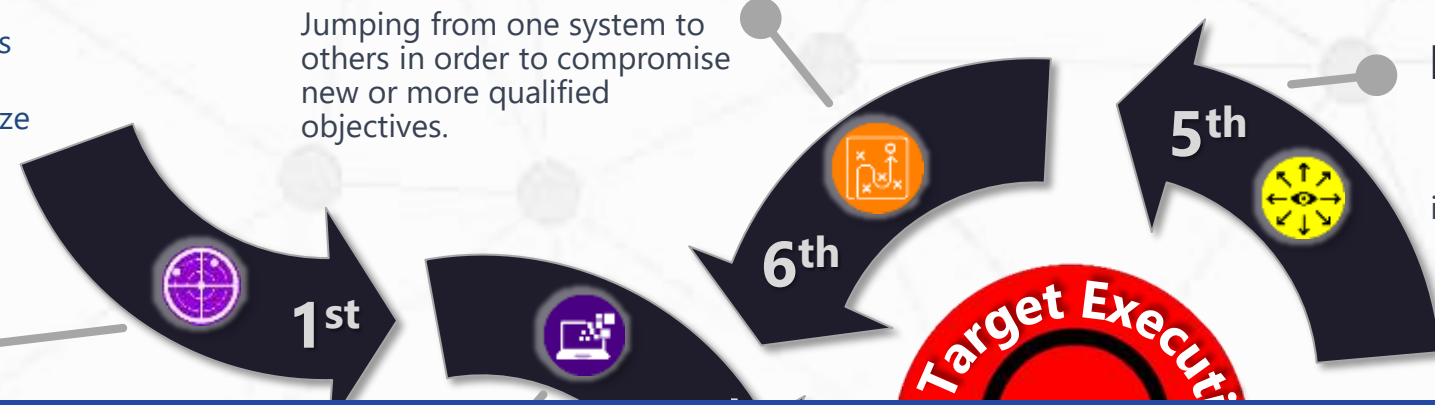 s
ze
Jumping from one system to
others in order to compromise
new or more qualified
objectives.
1st
6th
5th
Target Executi